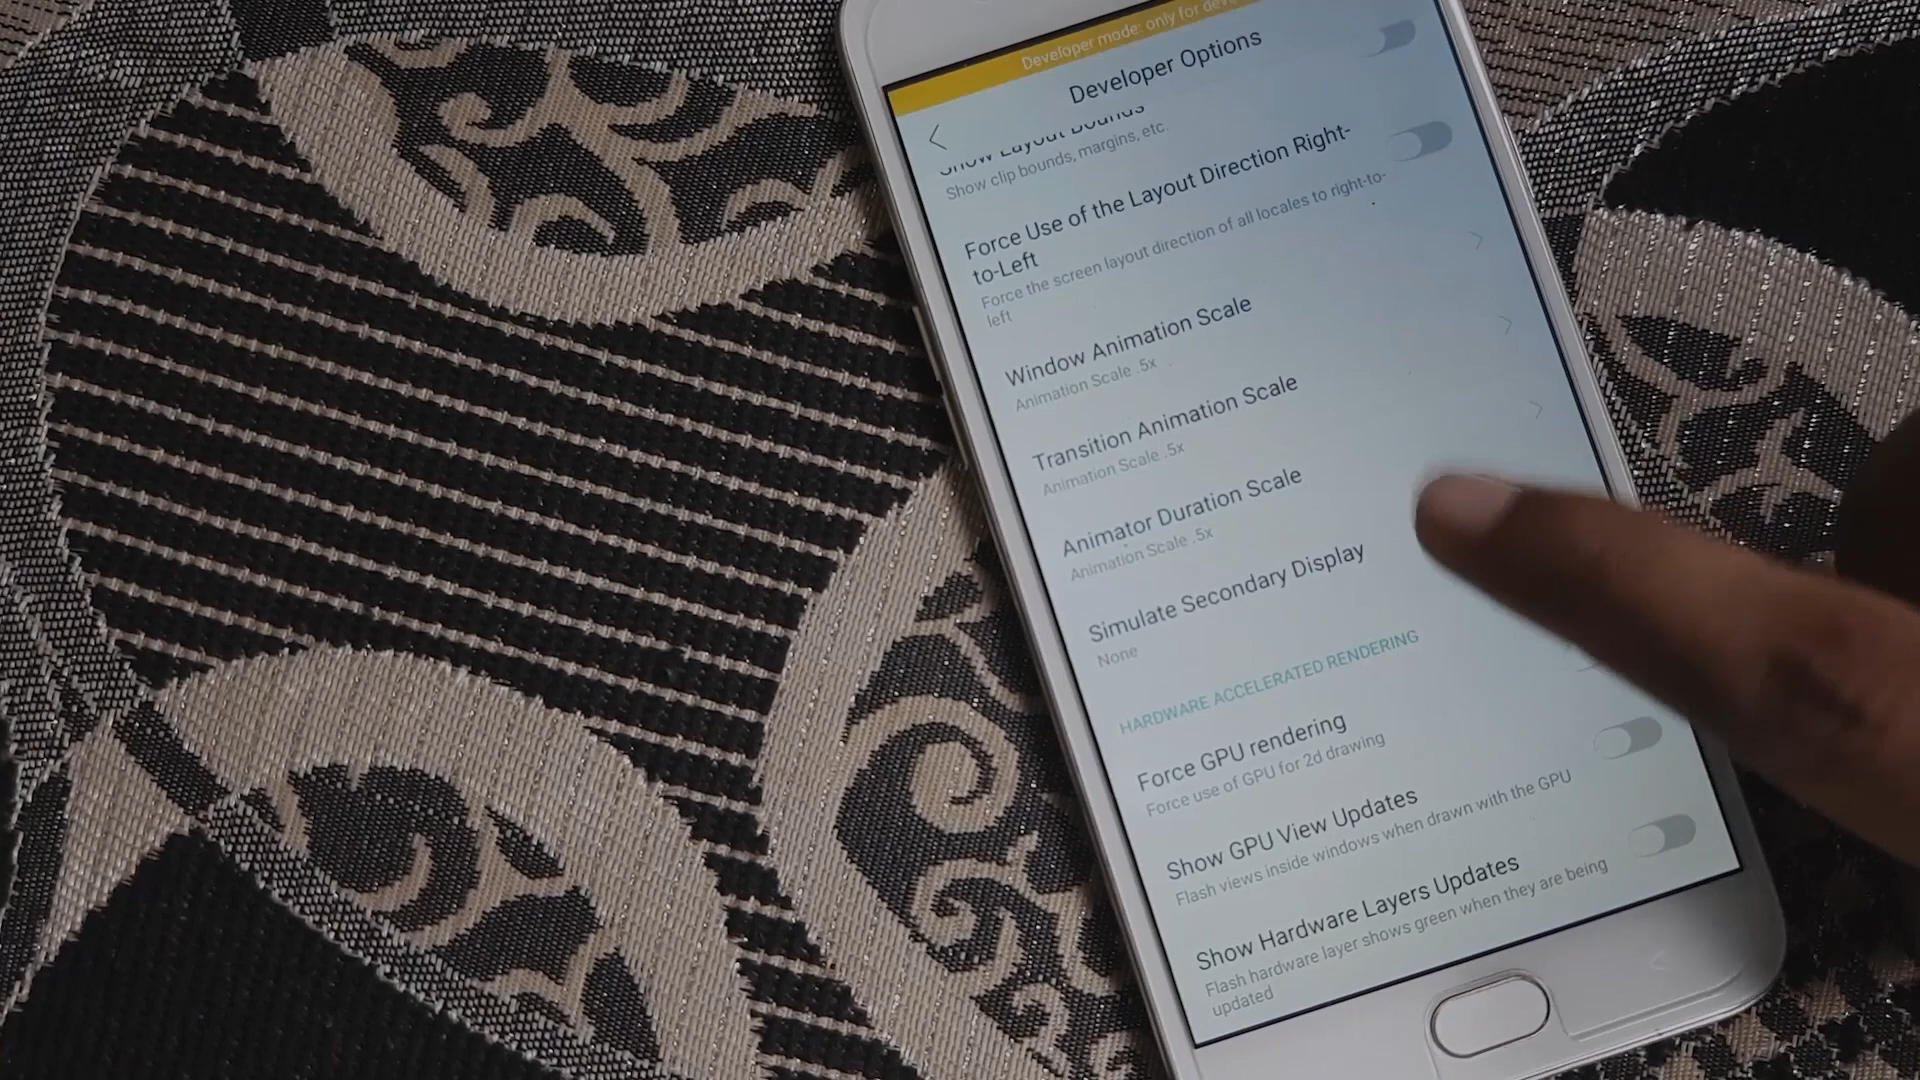 Developer mode: only for deve
Developer Options
Show Layout Bounds
Show clip bounds, margins, etc.
Force Use of the Layout Direction Right-
to-Left
Force the screen layout direction of all locales to right-to-
left
Window Animation Scale
Animation Scale .5x
Transition Animation Scale
Animation Scale .5x
Animator Duration Scale
Animation Scale .5x
Simulate Secondary Display
None
HARDWARE ACCELERATED RENDERING
Force GPU rendering
Force use of GPU for 2d drawing
Show GPU View Updates
Flash views inside windows when drawn with the GPU
Show Hardware Layers Updates
Flash hardware layer shows green when they are being
updated